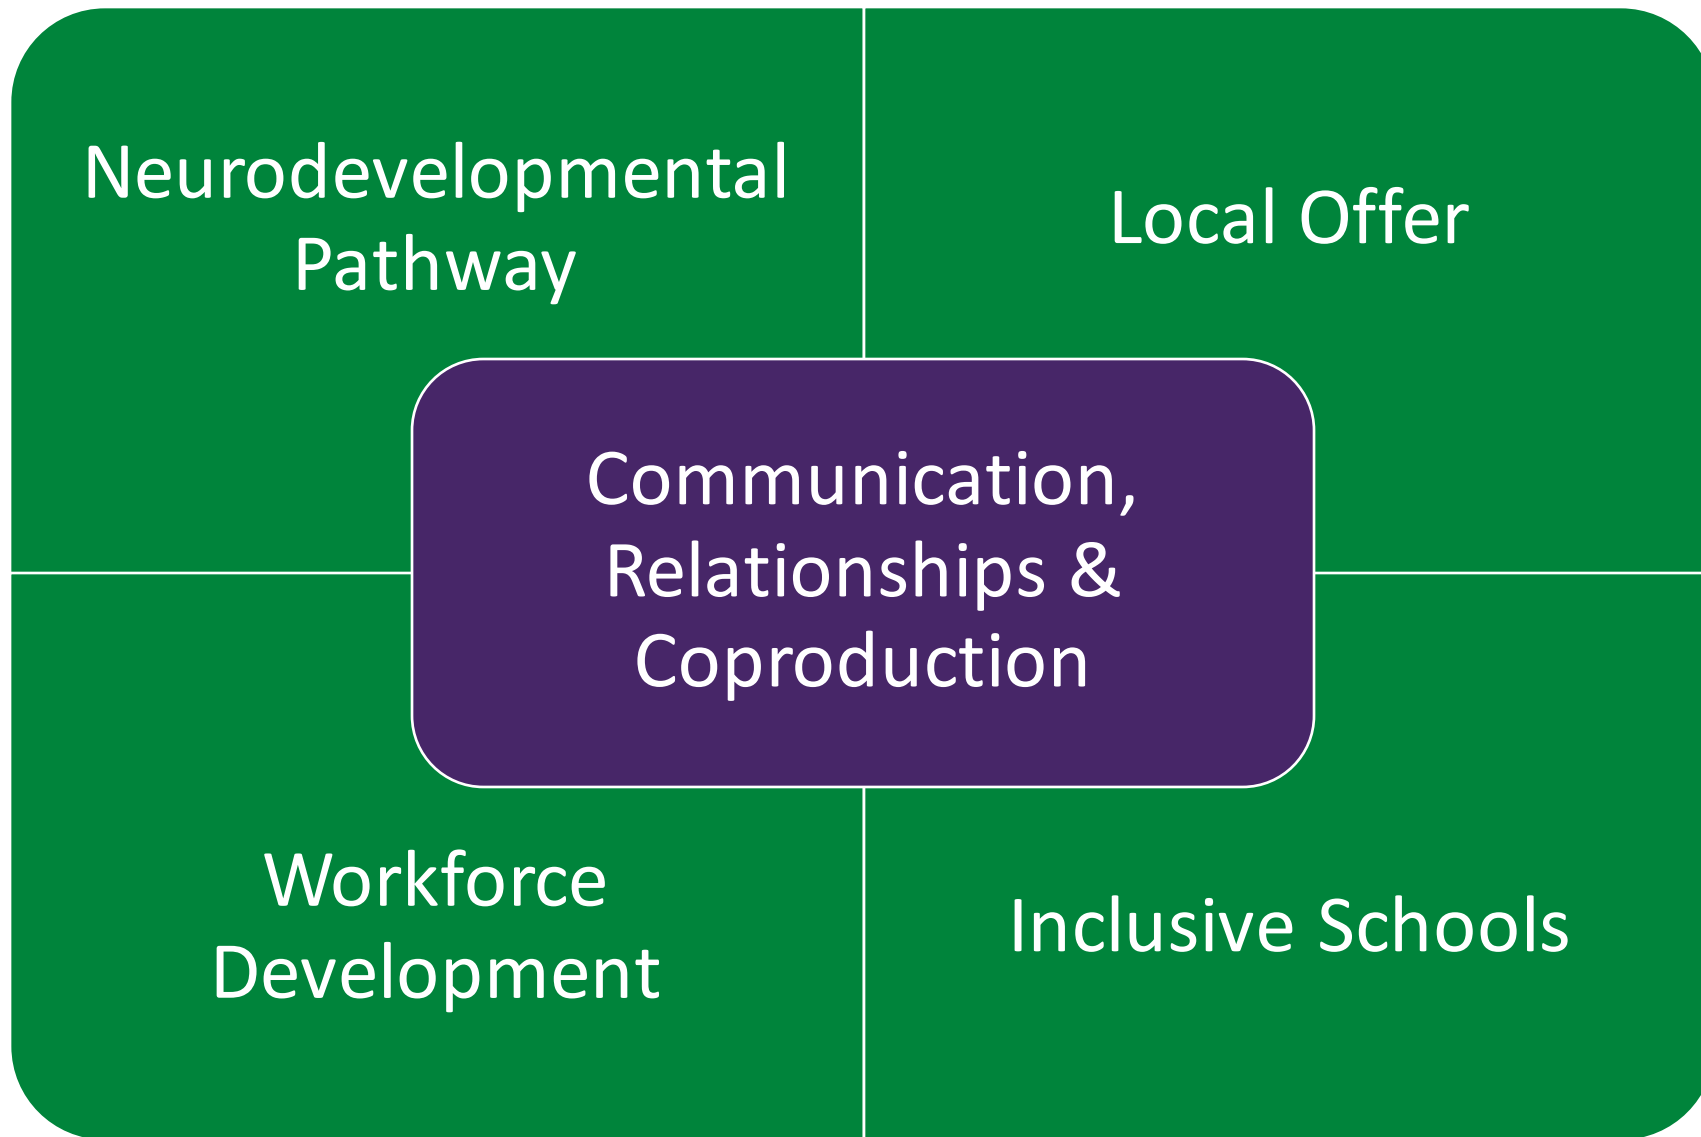 Neurodevelopmental
Pathway
Local Offer
Communication,
Relationships &
Coproduction
Workforce
Development
Inclusive Schools